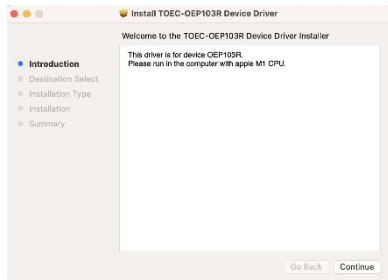 Install TOEC-OEP103R Device Driver
Welcome to the TOEC-OEP103R Device Driver Installer
Introduction
Destination Select
Installation Type
Installation
Summary
This driver is for device OEP103R.
Please run in the computer with apple M1 CPU.
Go Back
Continue